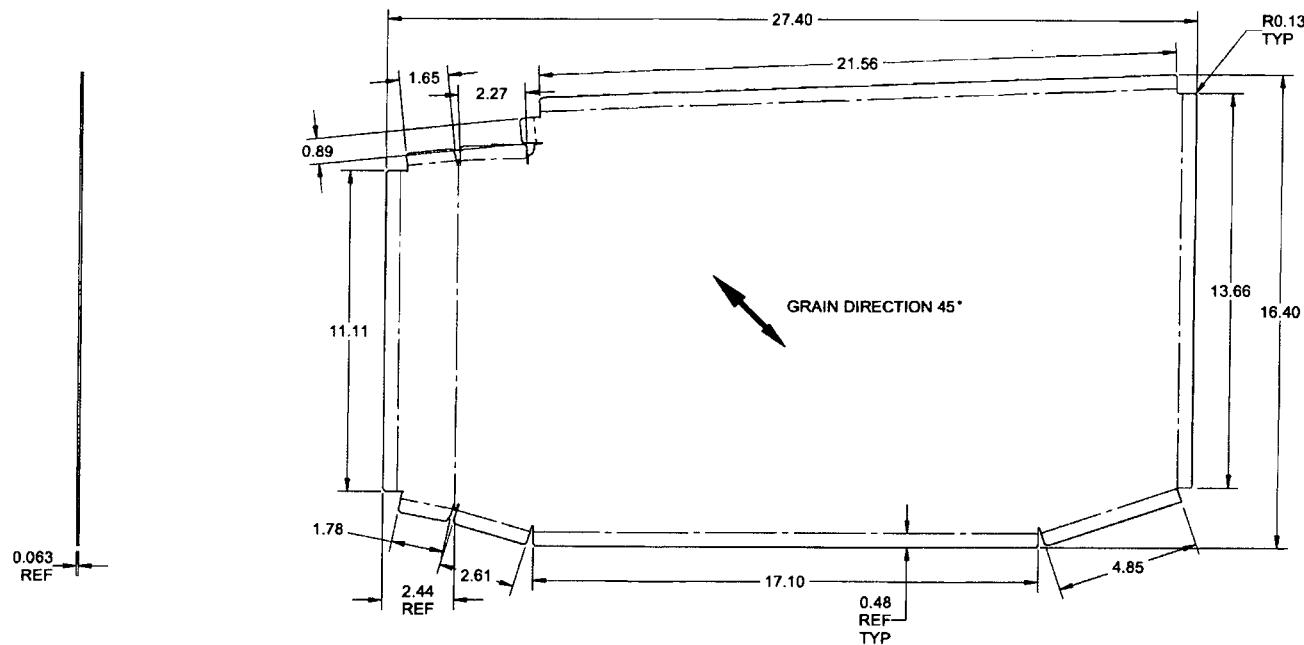 27.40
R0.13
TYP
21.56
1.65
2.27
0.89
11.11
GRAIN DIRECTION 45°
13.66
16.40
1.78
2.61
4.85
17.10
0.063
REF
2.44
REF
0.48
REF
TYP